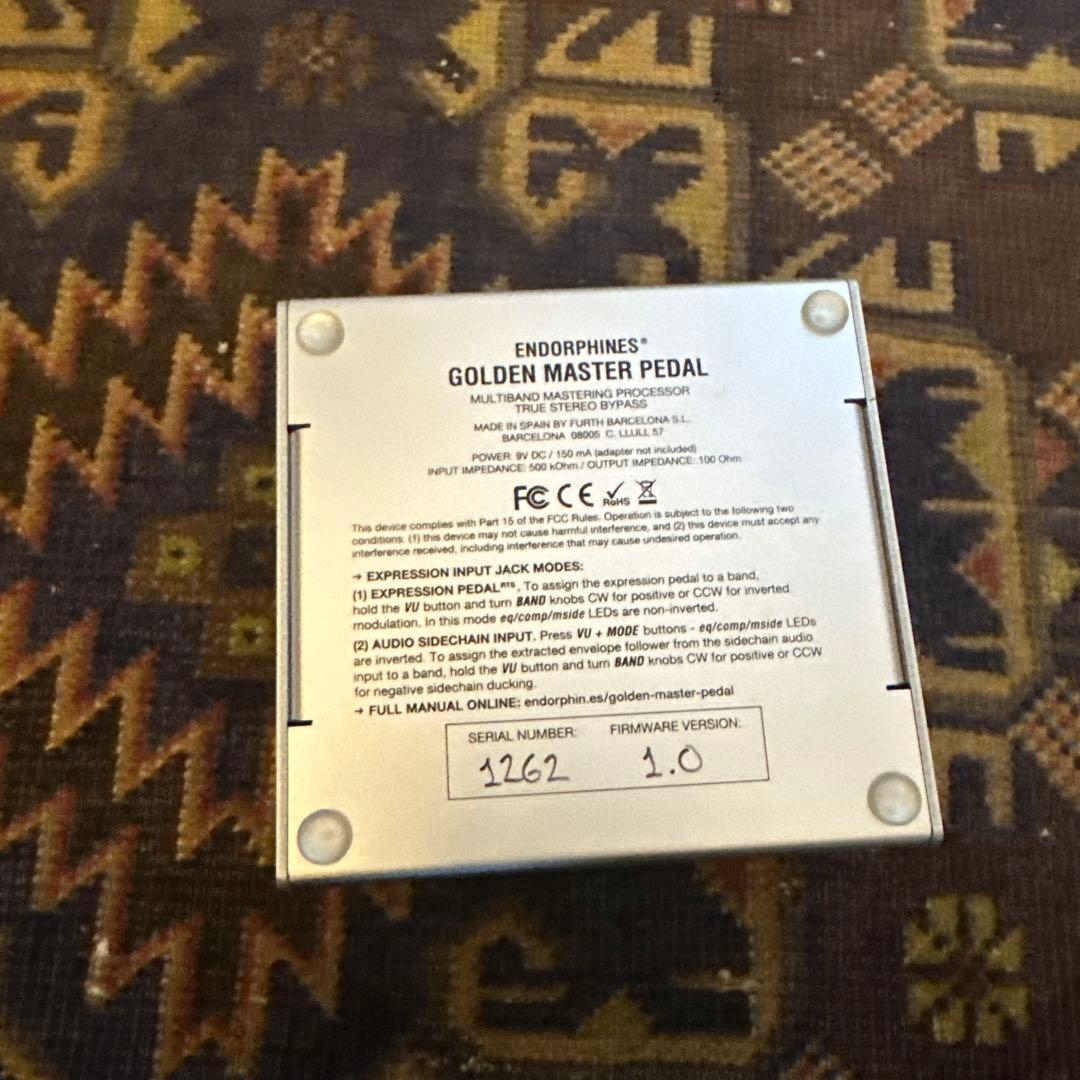 ENDORPHIN.ES®
GOLDEN MASTER PEDAL
MULTIBAND MASTERING PROCESSOR
TRUE STEREO BYPASS
MADE IN SPAIN BY FURTH BARCELONA S.L.
BARCELONA 08005 C. LLULL 57
POWER: 9V DC / 150 mA (adapter not included)
INPUT IMPEDANCE: 500 kOhm / OUTPUT IMPEDANCE: 100 Ohm
FC CE RoHS
This device complies with Part 15 of the FCC Rules. Operation is subject to the following two
conditions: (1) this device may not cause harmful interference, and (2) this device must accept any
interference received, including interference that may cause undesired operation.
→ EXPRESSION INPUT JACK MODES:
(1) EXPRESSION PEDAL RTS. To assign the expression pedal to a band,
hold the VU button and turn BAND knobs CW for positive or CCW for inverted
modulation. In this mode eq/comp/mside LEDs are non-inverted.
(2) AUDIO SIDECHAIN INPUT. Press VU + MODE buttons - eq/comp/mside LEDs
are inverted. To assign the extracted envelope follower from the sidechain audio
input to a band, hold the VU button and turn BAND knobs CW for positive or CCW
for negative sidechain ducking.
→ FULL MANUAL ONLINE: endorphin.es/golden-master-pedal
SERIAL NUMBER: FIRMWARE VERSION:
1262 1.0